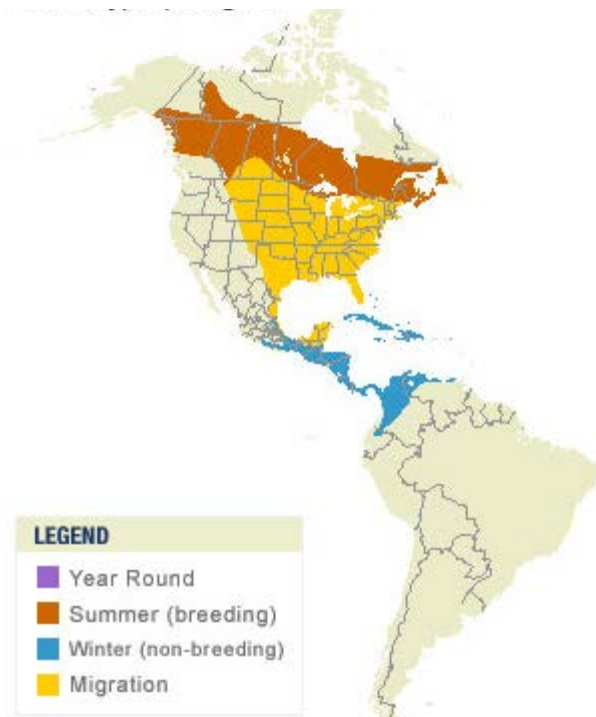 LEGEND
Year Round
Summer (breeding)
Winter (non-breeding)
Migration